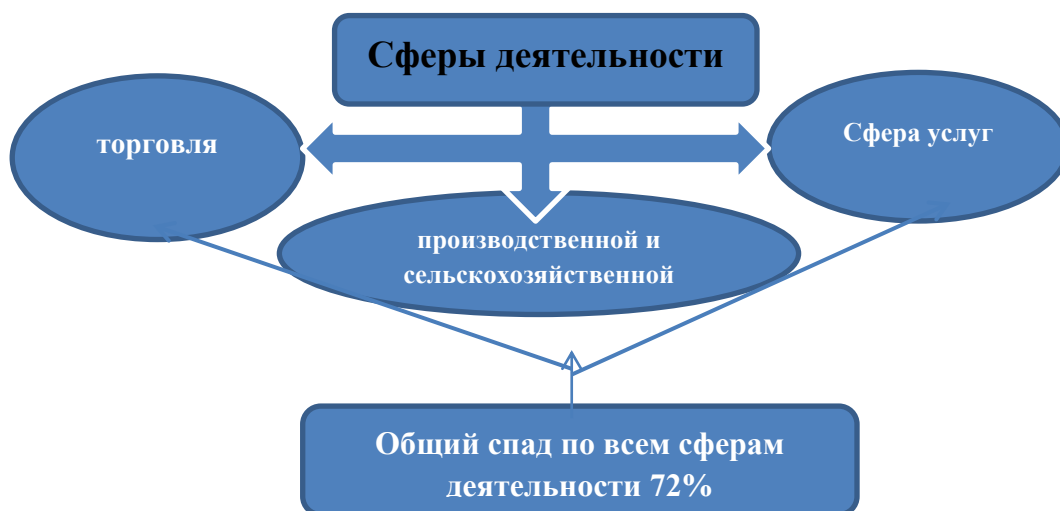 Сферы деятельности
торговля
Сфера услуг
производственной и
сельскохозяйственной
Общий спад по всем сферам
деятельности 72%